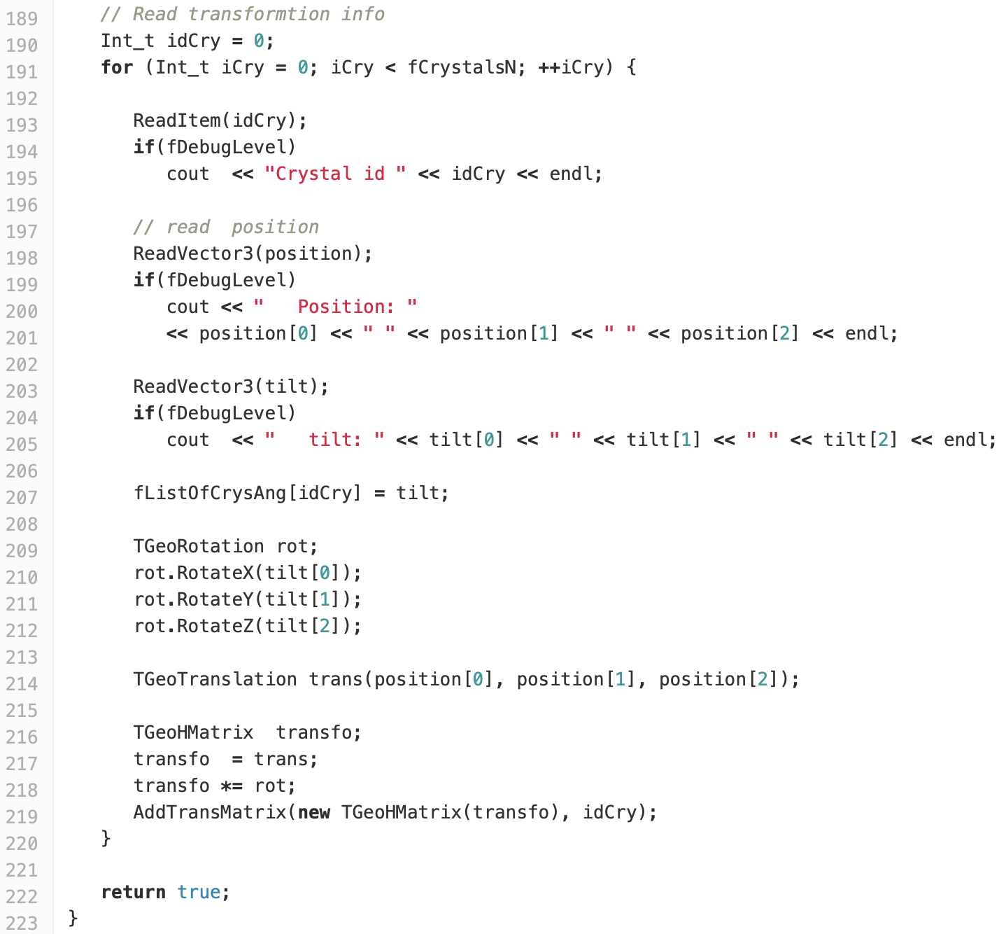 189 // Read transformtion info
190 Int_t idCry = 0;
191 for (Int_t iCry = 0; iCry < fCrystalsN; ++iCry) {
192
193 ReadItem(idCry);
194 if(fDebugLevel)
195 cout  << "Crystal id " << idCry << endl;
196
197 // read  position
198 ReadVector3(position);
199 if(fDebugLevel)
200 cout << "   Position: "
201 << position[0] << " " << position[1] << " " << position[2] << endl;
202
203 ReadVector3(tilt);
204 if(fDebugLevel)
205 cout  << "   tilt: " << tilt[0] << " " << tilt[1] << " " << tilt[2] << endl;
206
207 fListOfCrysAng[idCry] = tilt;
208
209 TGeoRotation rot;
210 rot.RotateX(tilt[0]);
211 rot.RotateY(tilt[1]);
212 rot.RotateZ(tilt[2]);
213
214 TGeoTranslation trans(position[0], position[1], position[2]);
215
216 TGeoHMatrix  transfo;
217 transfo  = trans;
218 transfo *= rot;
219 AddTransMatrix(new TGeoHMatrix(transfo), idCry);
220 }
221
222 return true;
223 }